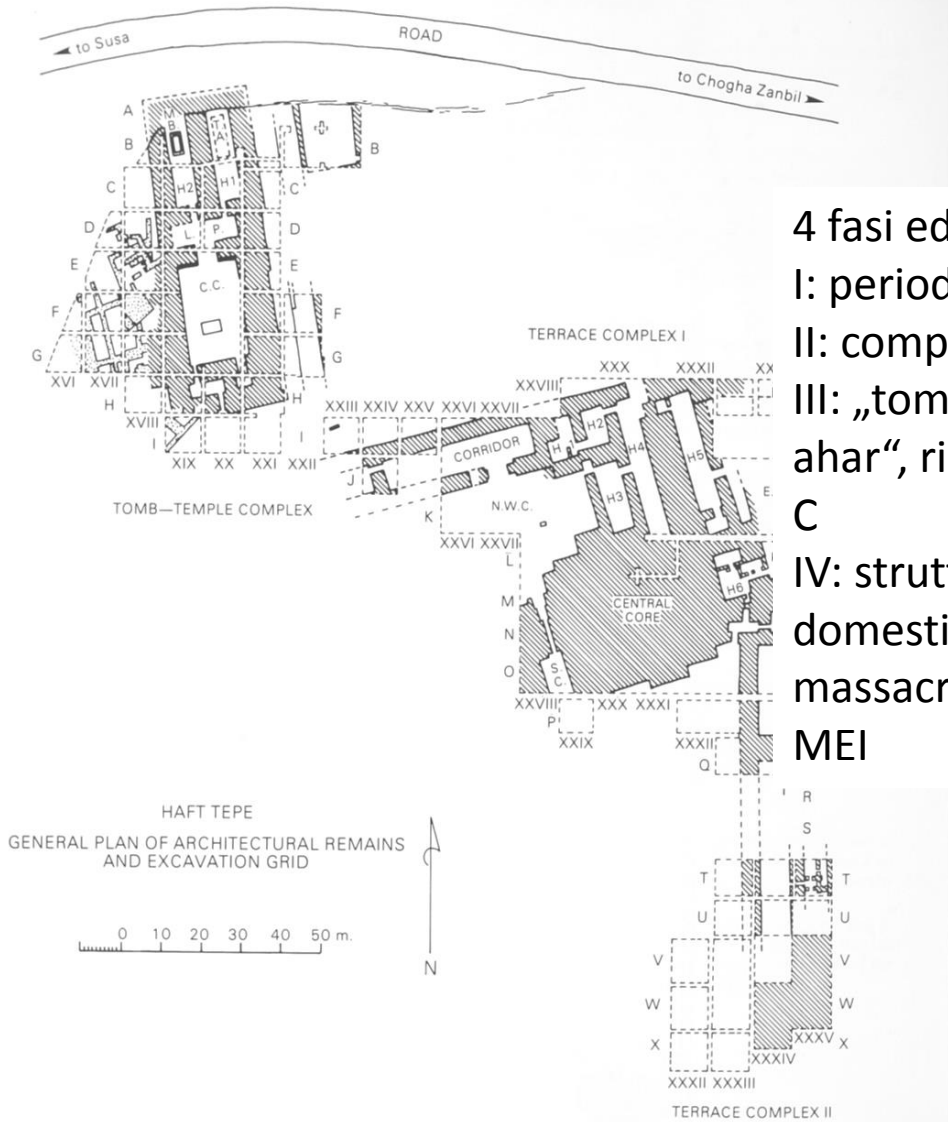 to Susa
ROAD
to Chogha Zanbil
A
M
B
B
A
B
C
H2
H1
C
D
L.
P.
D
E
C.C.
E
F
F
G
G
XVI XVII
H
H
XVIII
I
I
XIX XX XXI XXII
TOMB—TEMPLE COMPLEX
TERRACE COMPLEX I
XXVIII
XXX
XXXII
XXIII XXIV XXV XXVI XXVII
CORRIDOR
H
H2
H4
H5
J
H3
N.W.C.
K
XXVI XXVII
E.
L
H6
M
CENTRAL
CORE
N
O
S.
C.
XXVIII
XXX XXXI
P
XXIX
XXXII
Q
4 fasi ed
I: period
II: comp
III: „tom
ahar“, ri
C
IV: strut
domesti
massacr
MEI
R
S
HAFT TEPE
GENERAL PLAN OF ARCHITECTURAL REMAINS
AND EXCAVATION GRID
0 10 20 30 40 50 m.
N
T
T
U
U
V
V
W
W
X
XXXV
X
XXXIV
XXXII XXXIII
TERRACE COMPLEX II